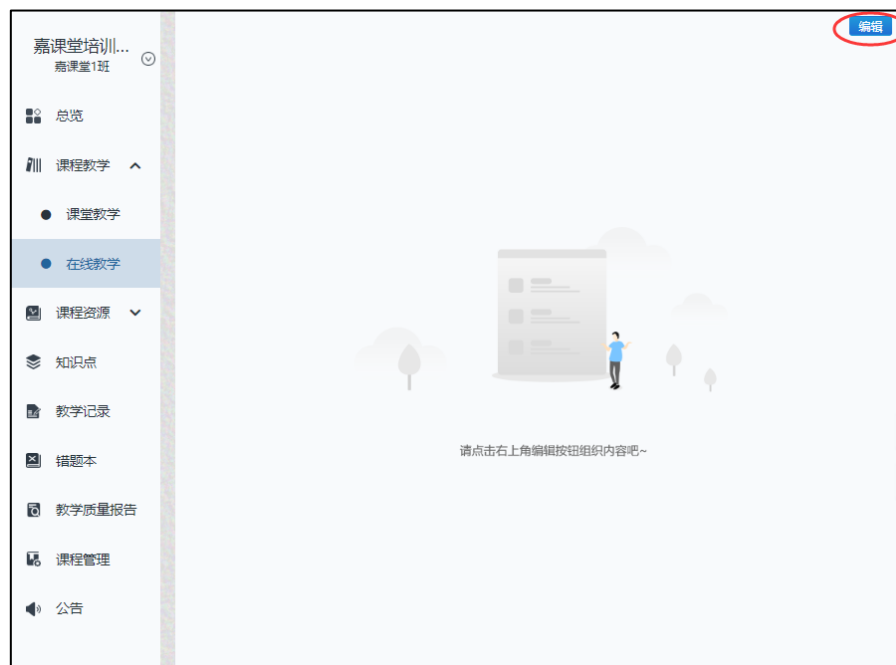 编辑
嘉课堂培训...
嘉课堂1班
总览
课程教学
课堂教学
在线教学
课程资源
知识点
教学记录
错题本
教学质量报告
课程管理
公告
请点击右上角编辑按钮组织内容吧~